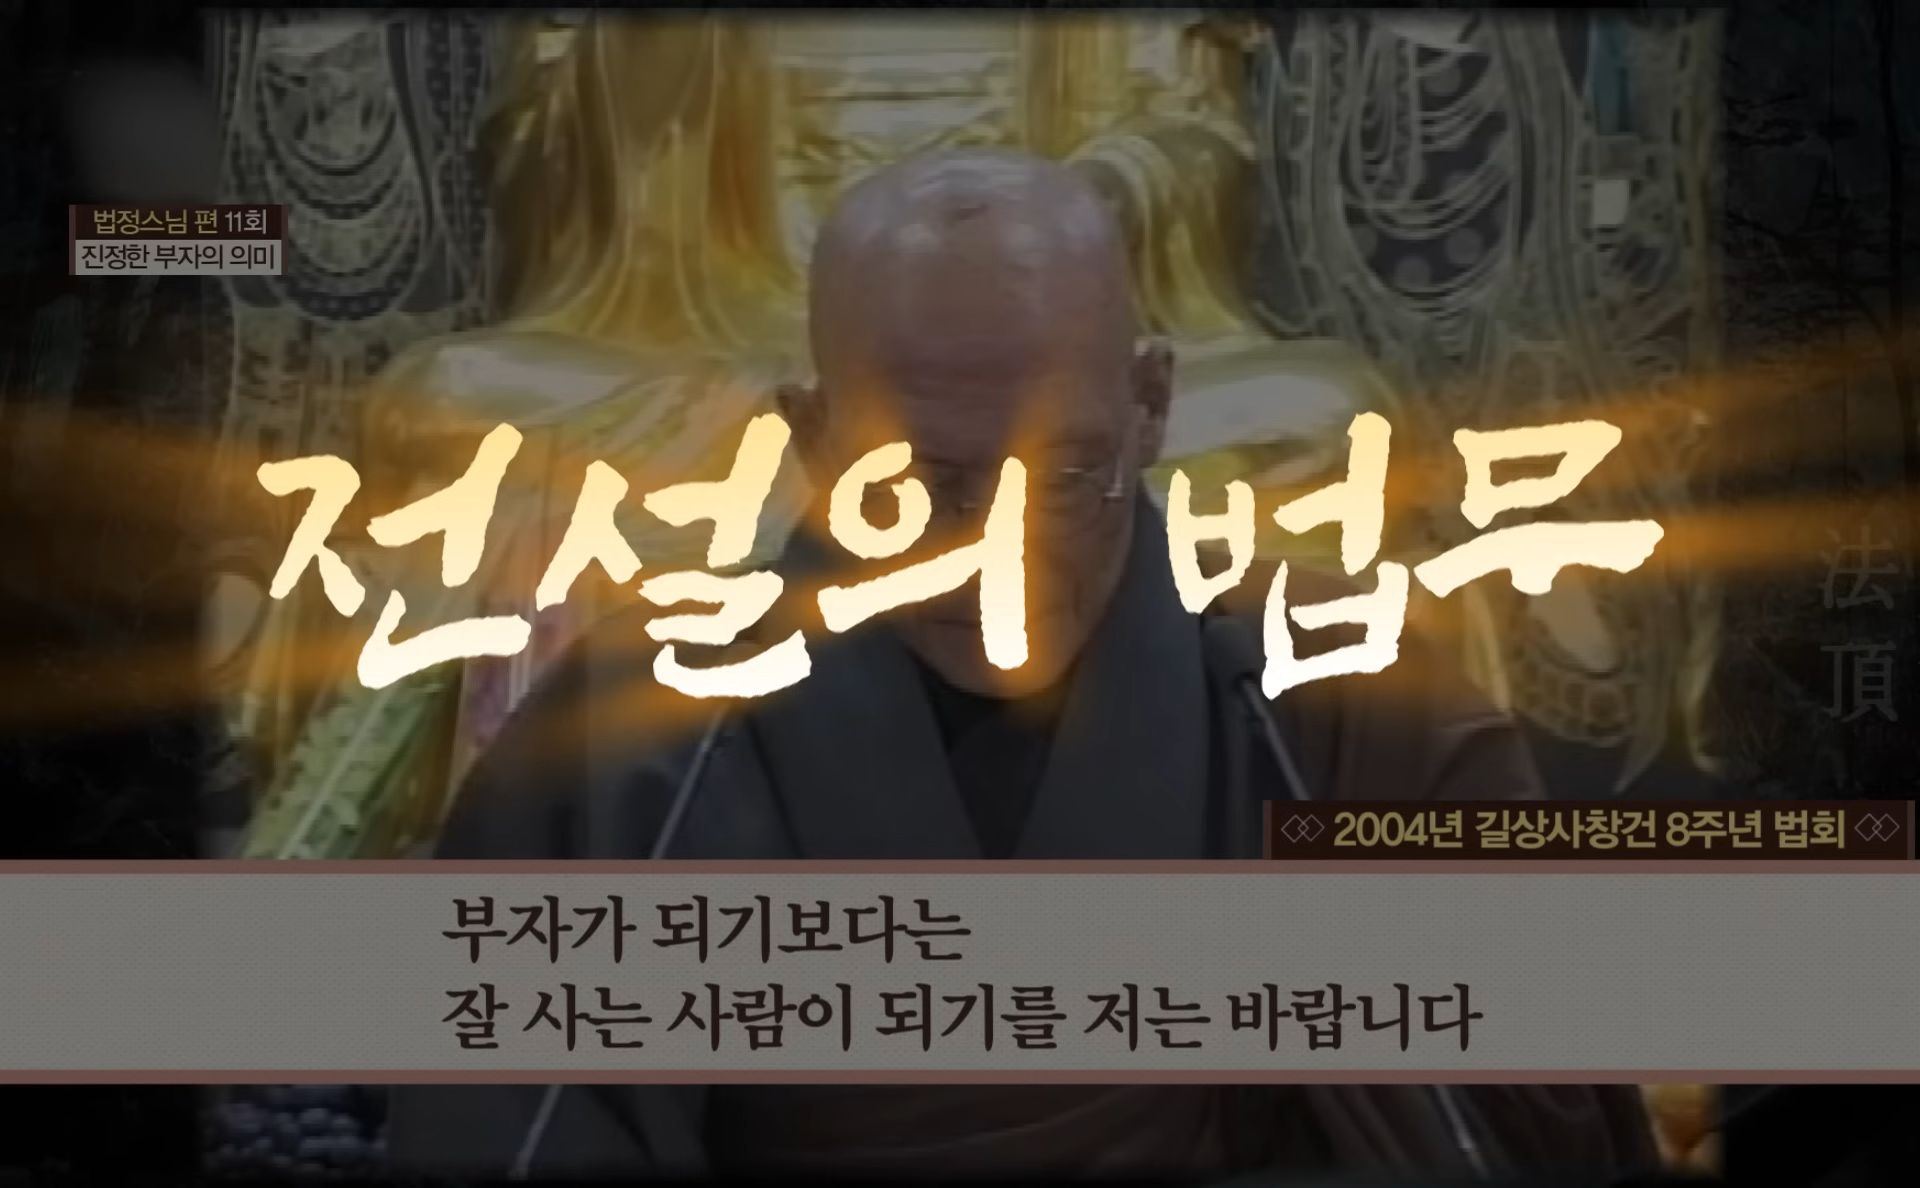 법정스님 편 11회
진정한 부자의 의미
전설의 법무
法
頂
2004년 길상사창건 8주년 법회
부자가 되기보다는
잘 사는 사람이 되기를 저는 바랍니다